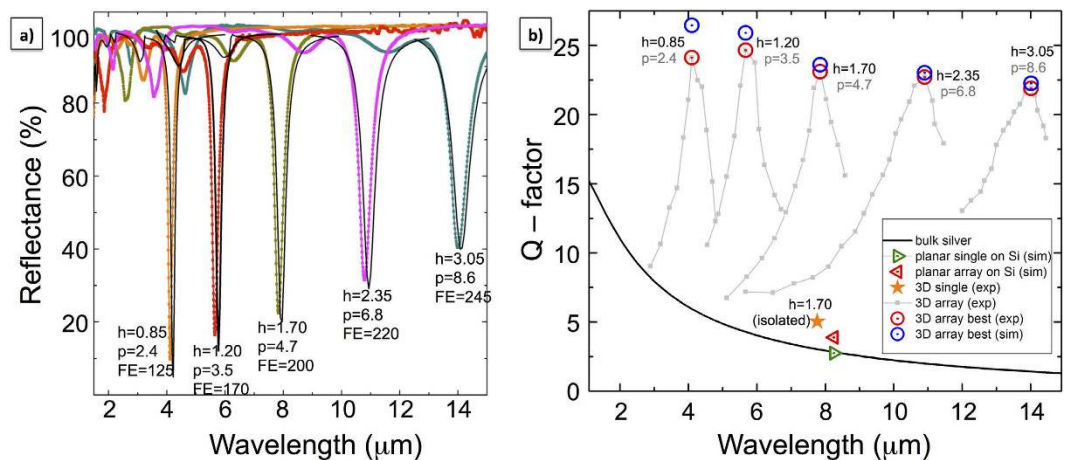 a)
Reflectance (%)
100
80
60
40
20
h=0.85
p=2.4
FE=125
h=1.20
p=3.5
FE=170
h=1.70
p=4.7
FE=200
h=2.35
p=6.8
FE=220
h=3.05
p=8.6
FE=245
2 4 6 8 10 12 14
Wavelength (μm)
b)
Q – factor
25
20
15
10
5
0
h=0.85
p=2.4
h=1.20
p=3.5
h=1.70
p=4.7
h=2.35
p=6.8
h=3.05
p=8.6
h=1.70
(isolated)
bulk silver
planar single on Si (sim)
planar array on Si (sim)
3D single (exp)
3D array (exp)
3D array best (exp)
3D array best (sim)
2 4 6 8 10 12 14
Wavelength (μm)